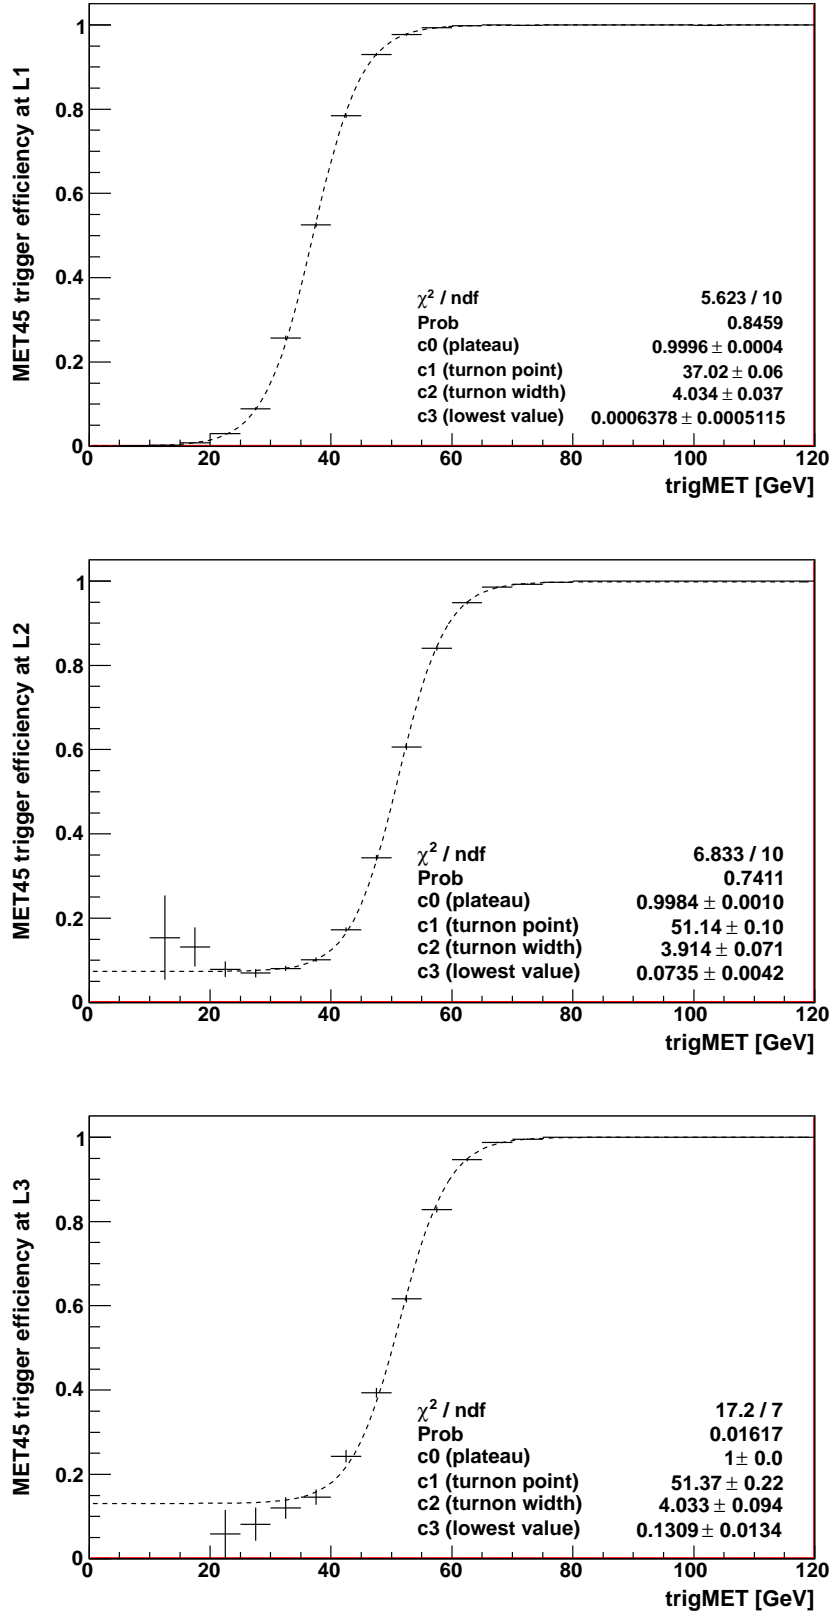 MET45 trigger efficiency at L1
1
0.8
0.6
0.4
0.2
0
χ² / ndf 5.623 / 10
Prob 0.8459
c0 (plateau) 0.9996 ± 0.0004
c1 (turnon point) 37.02 ± 0.06
c2 (turnon width) 4.034 ± 0.037
c3 (lowest value) 0.0006378 ± 0.0005115
0 20 40 60 80 100 120
trigMET [GeV]
MET45 trigger efficiency at L2
1
0.8
0.6
0.4
0.2
0
χ² / ndf 6.833 / 10
Prob 0.7411
c0 (plateau) 0.9984 ± 0.0010
c1 (turnon point) 51.14 ± 0.10
c2 (turnon width) 3.914 ± 0.071
c3 (lowest value) 0.0735 ± 0.0042
0 20 40 60 80 100 120
trigMET [GeV]
MET45 trigger efficiency at L3
1
0.8
0.6
0.4
0.2
0
χ² / ndf 17.2 / 7
Prob 0.01617
c0 (plateau) 1± 0.0
c1 (turnon point) 51.37 ± 0.22
c2 (turnon width) 4.033 ± 0.094
c3 (lowest value) 0.1309 ± 0.0134
0 20 40 60 80 100 120
trigMET [GeV]